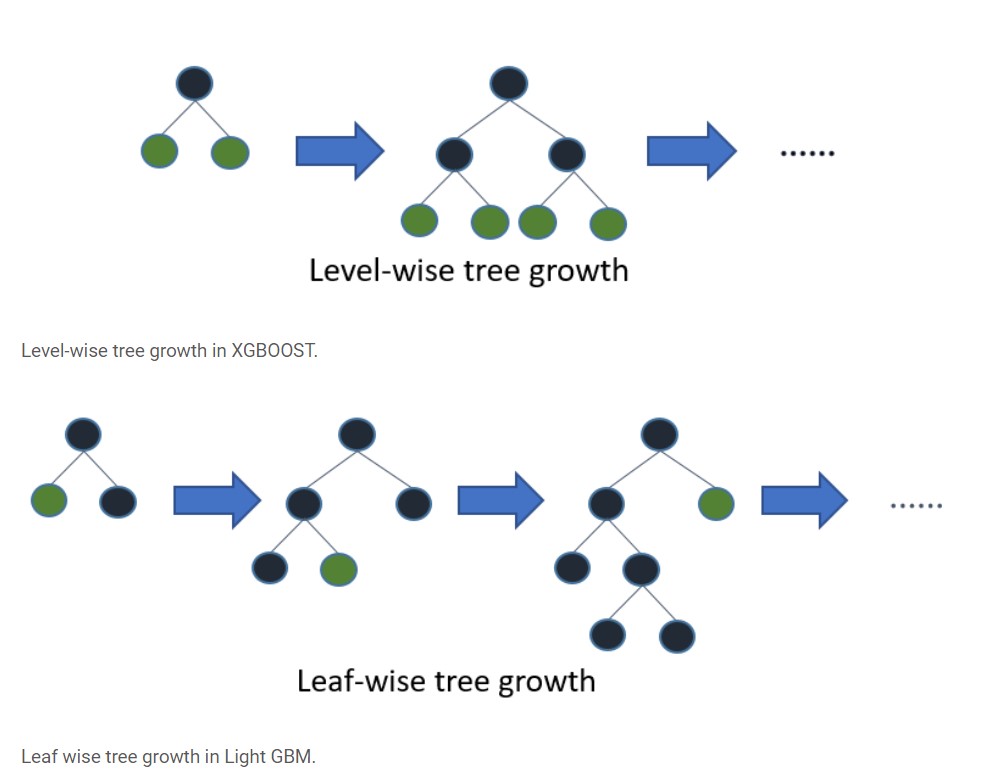 ......
Level-wise tree growth
Level-wise tree growth in XGBOOST.
......
Leaf-wise tree growth
Leaf wise tree growth in Light GBM.